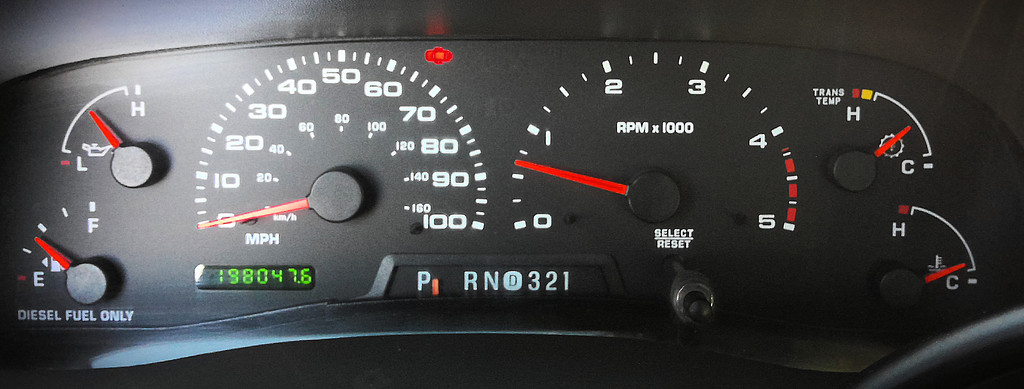 H
L
F
E
DIESEL FUEL ONLY
0 10 20 30 40 50 60 70 80 90 100
20 40 60 80 100 120 140 160
km/h
MPH
198047.6
0 1 2 3 4 5
RPM x 1000
SELECT
RESET
P R N D 3 2 1
TRANS
TEMP
H
C
H
C